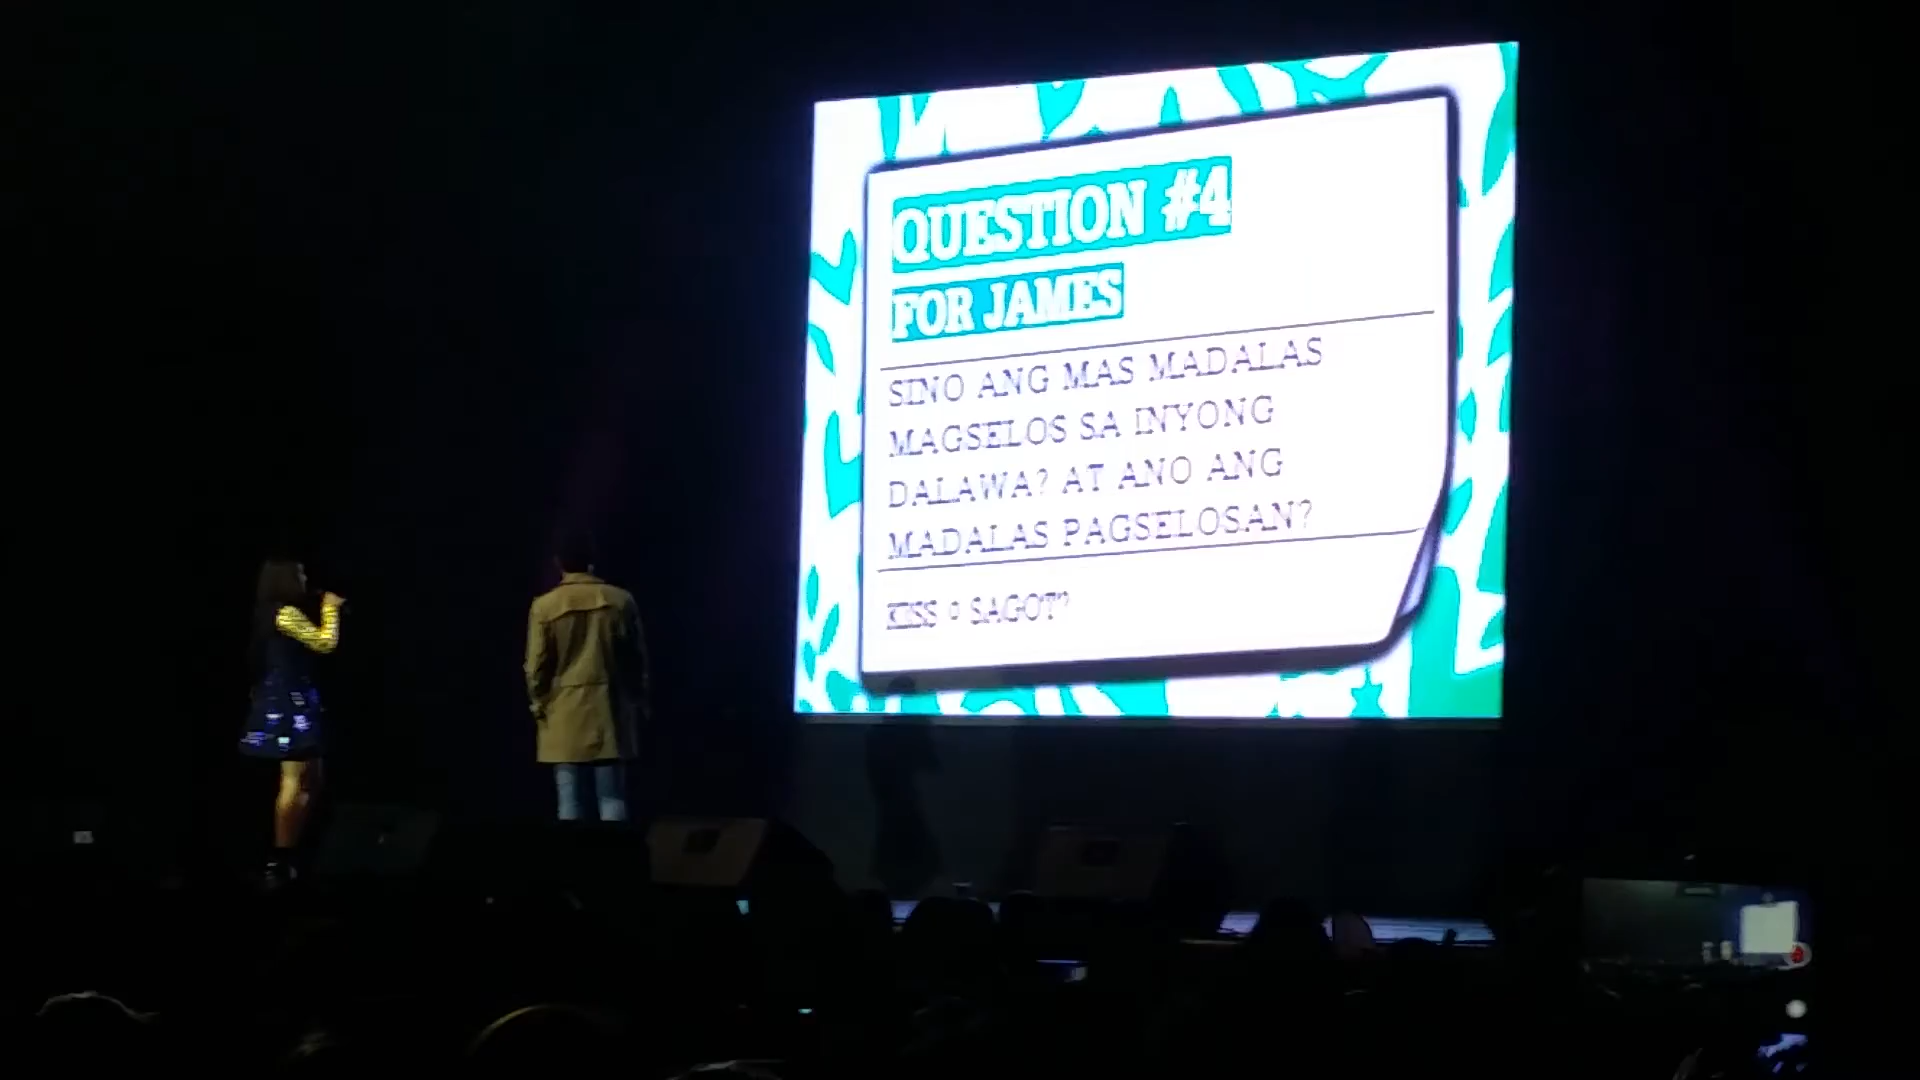 QUESTION #4
FOR JAMES
SINO ANG MAS MADALAS
MAGSELOS SA INYONG
DALAWA? AT ANO ANG
MADALAS PAGSELOSAN?
KISS o SAGOT?